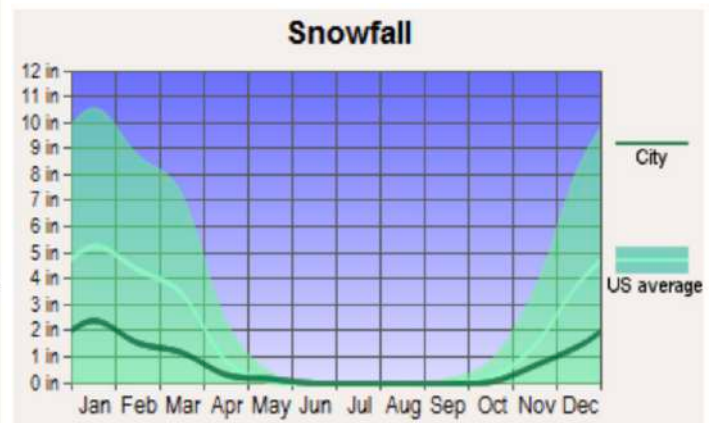 Snowfall
12 in
11 in
10 in
9 in
8 in
7 in
6 in
5 in
4 in
3 in
2 in
1 in
0 in
Jan Feb Mar Apr May Jun Jul Aug Sep Oct Nov Dec
City
US average